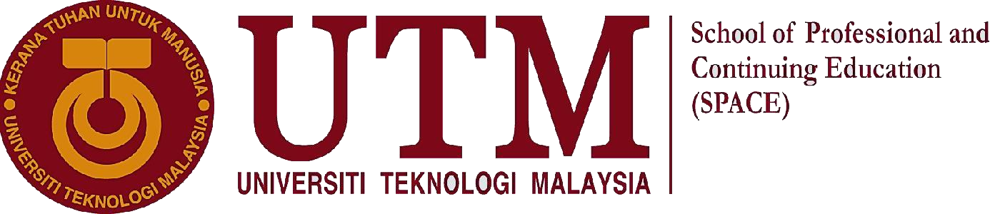 KERANA TUHAN UNTUK MANUSIA
UNIVERSITI TEKNOLOGI MALAYSIA
UTM
UNIVERSITI TEKNOLOGI MALAYSIA
School of Professional and
Continuing Education
(SPACE)